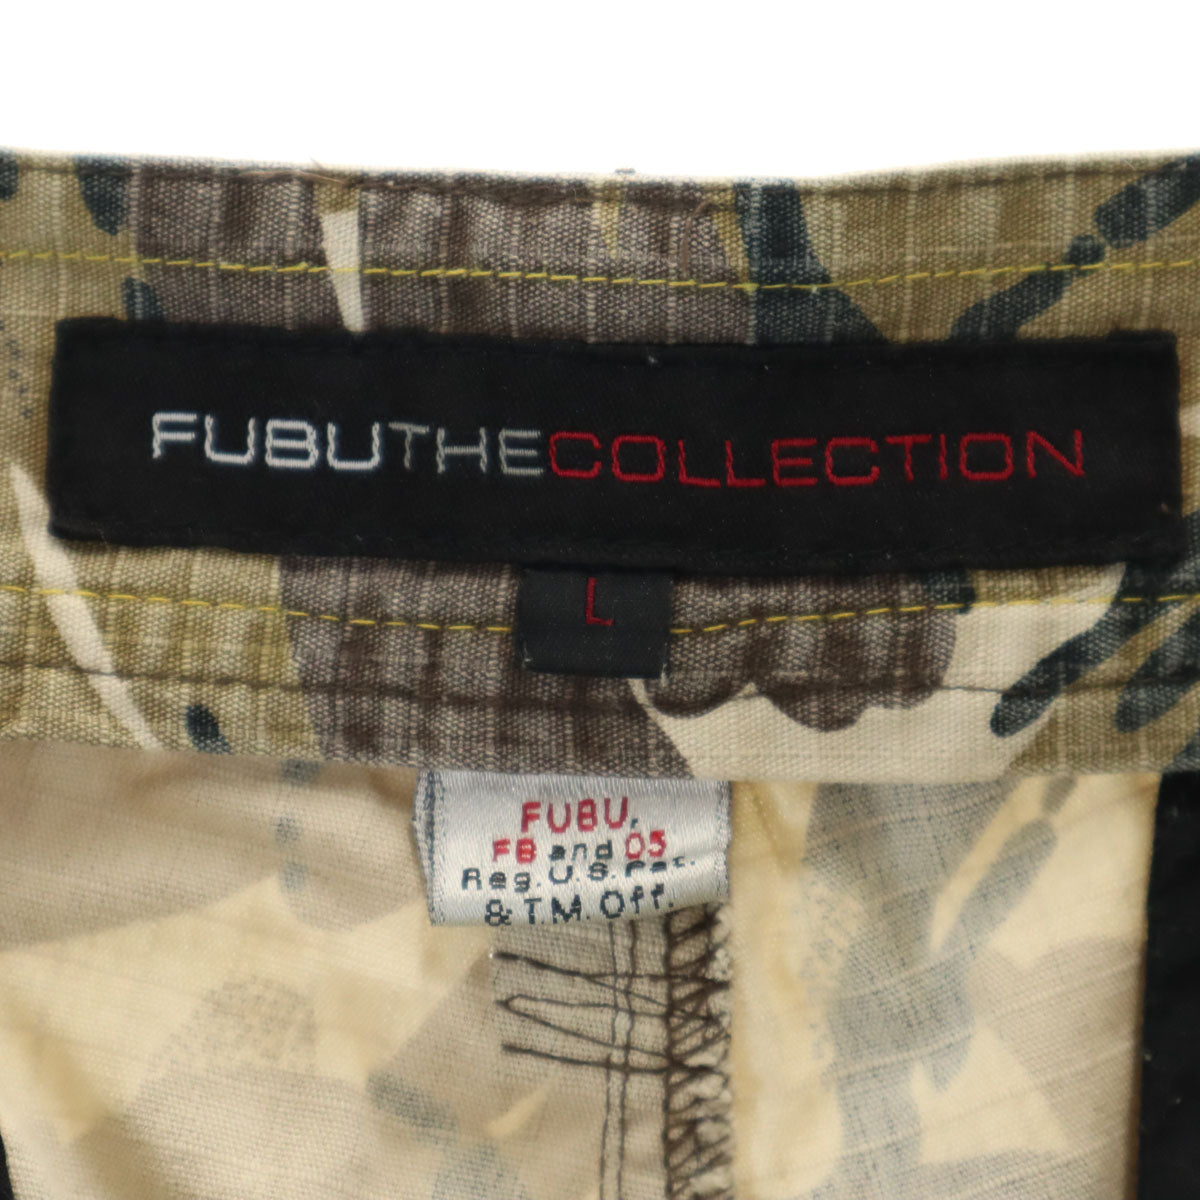 FUBUTHECOLLECTION
L
FUBU,
FB and 05
Reg. U.S. Pat.
& T.M. Off.